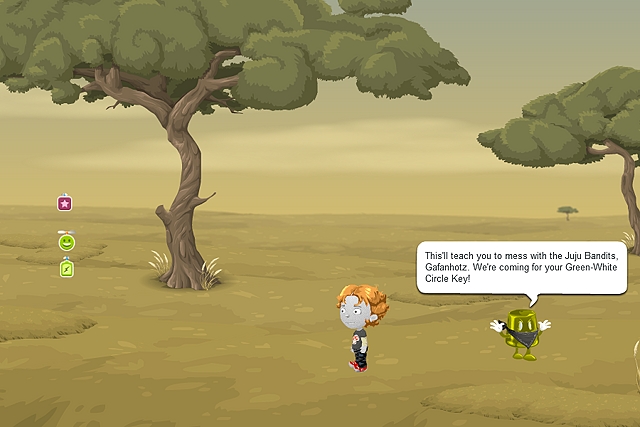 This'll teach you to mess with the Juju Bandits,
Gafanhotz. We're coming for your Green-White
Circle Key!